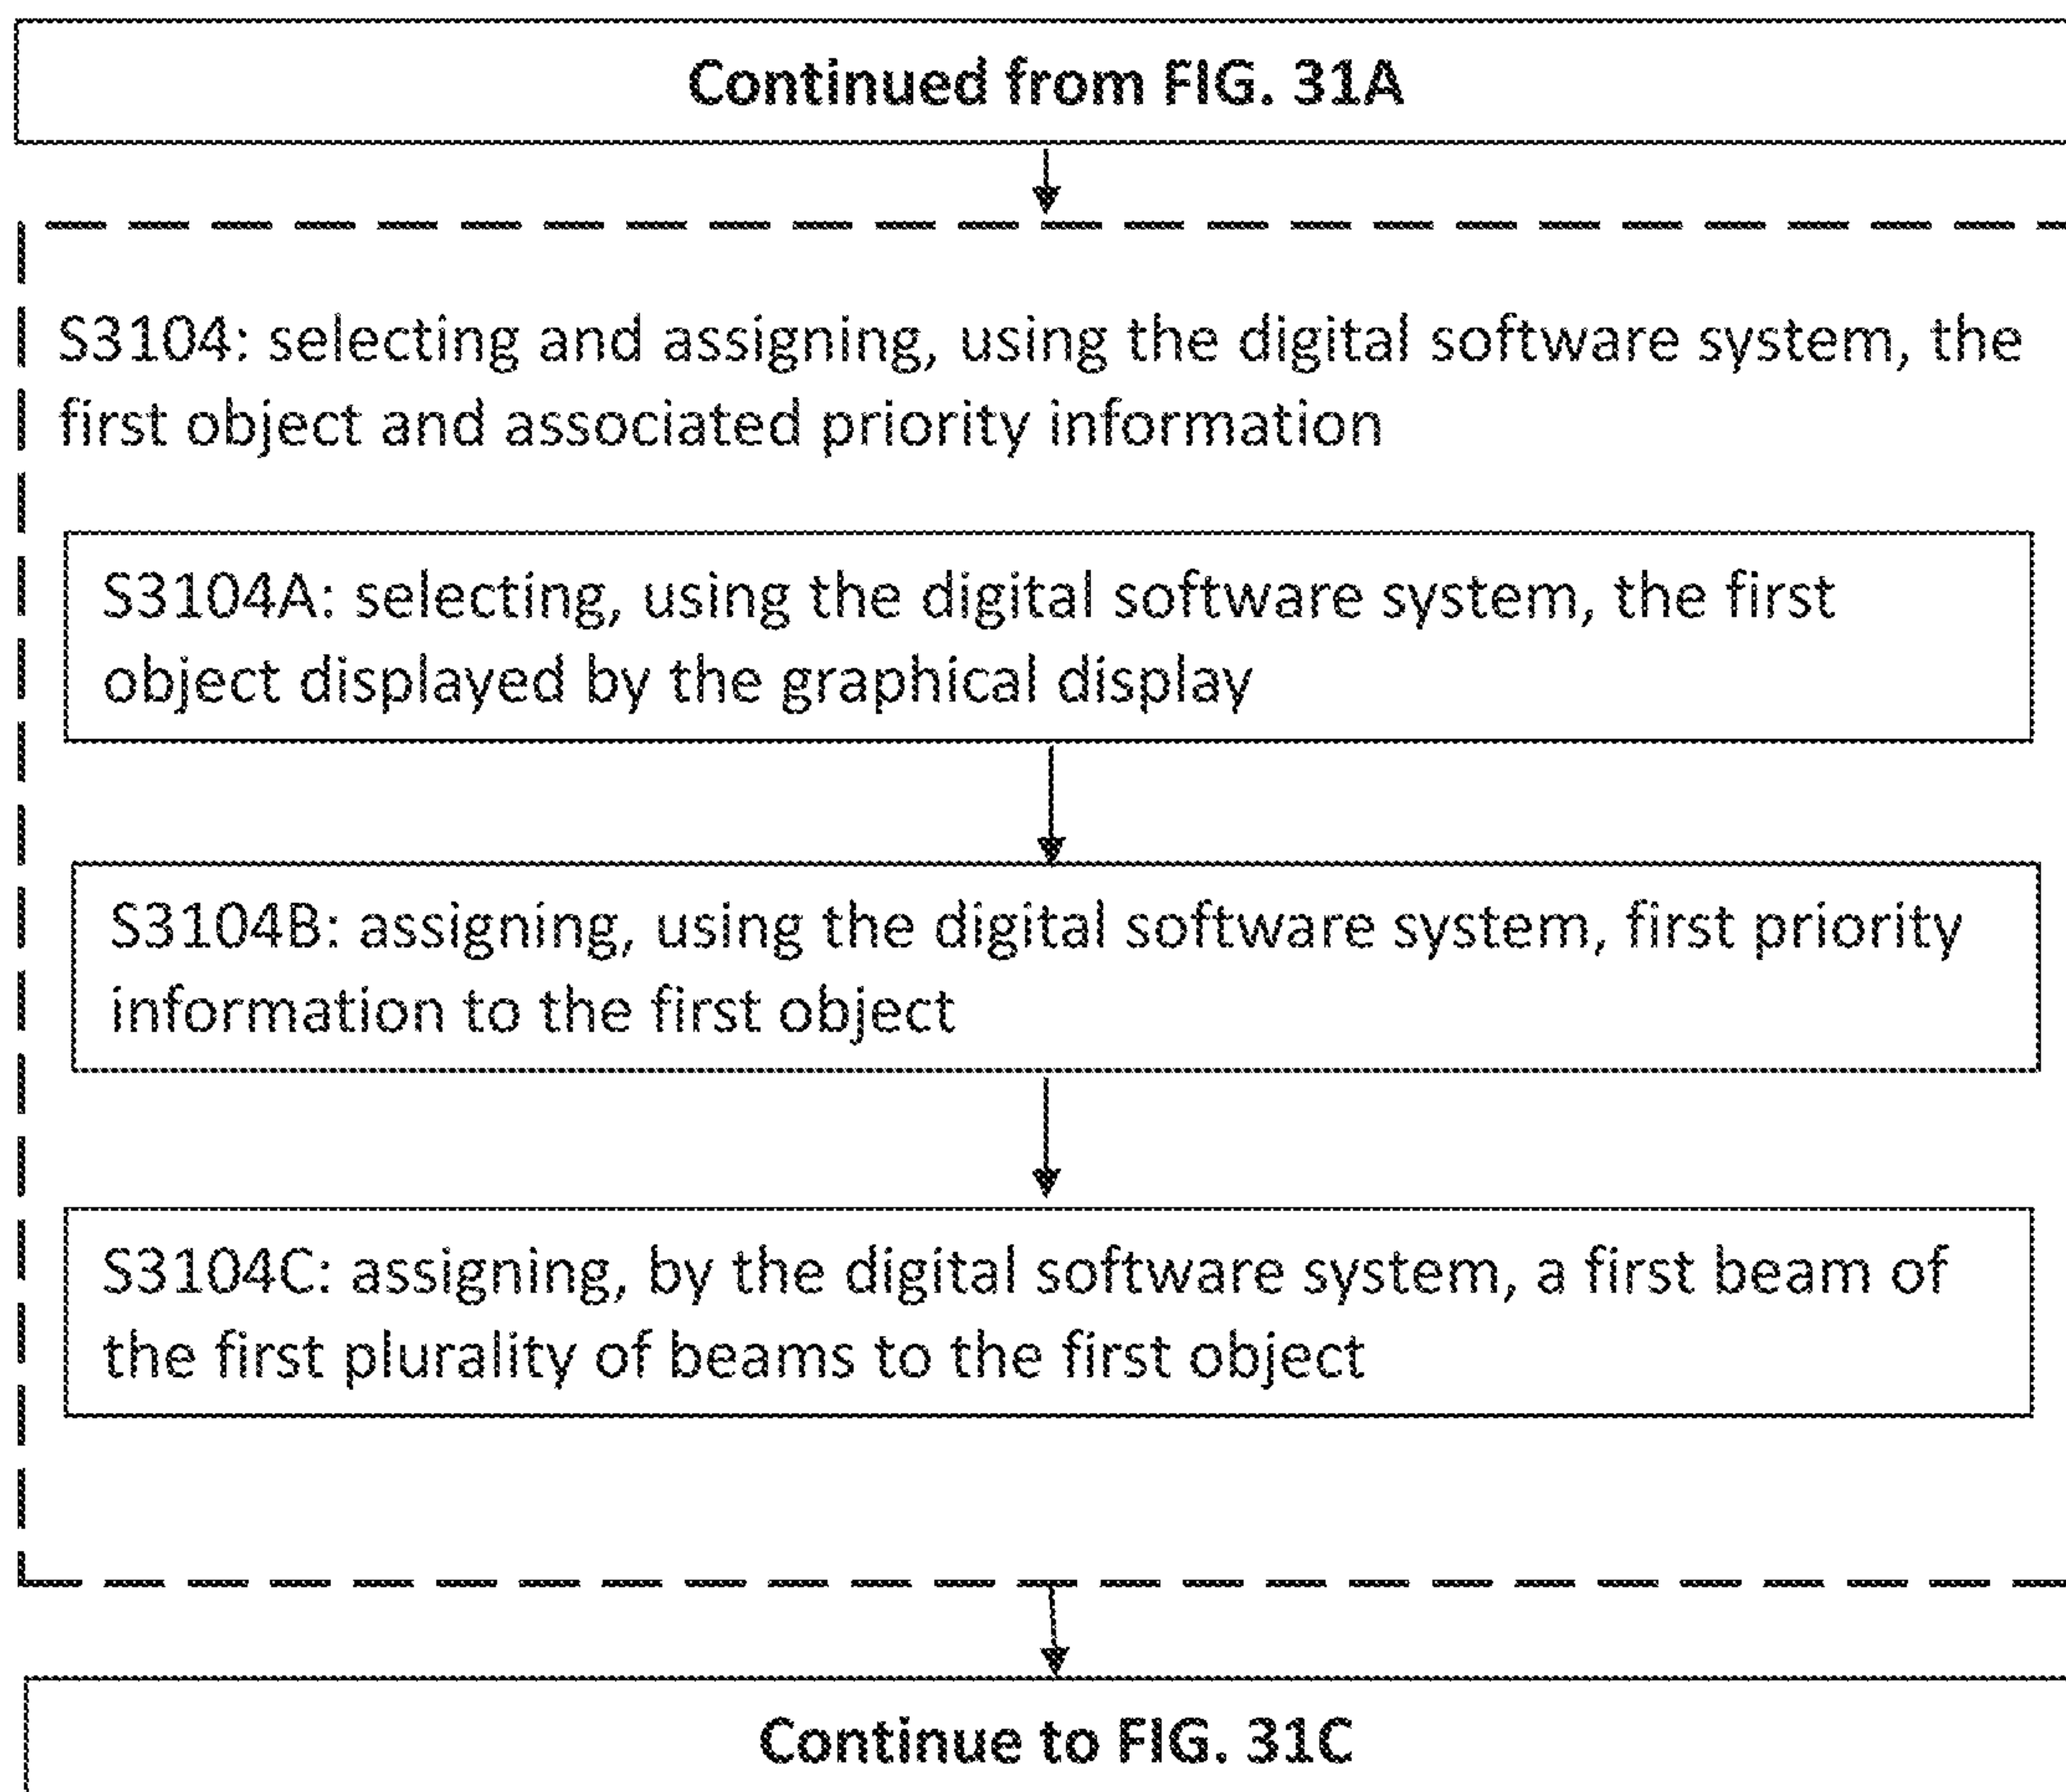 Continued from FIG. 31A
S3104: selecting and assigning, using the digital software system, the
first object and associated priority information
S3104A: selecting, using the digital software system, the first
object displayed by the graphical display
S3104B: assigning, using the digital software system, first priority
information to the first object
S3104C: assigning, by the digital software system, a first beam of
the first plurality of beams to the first object
Continue to FIG. 31C